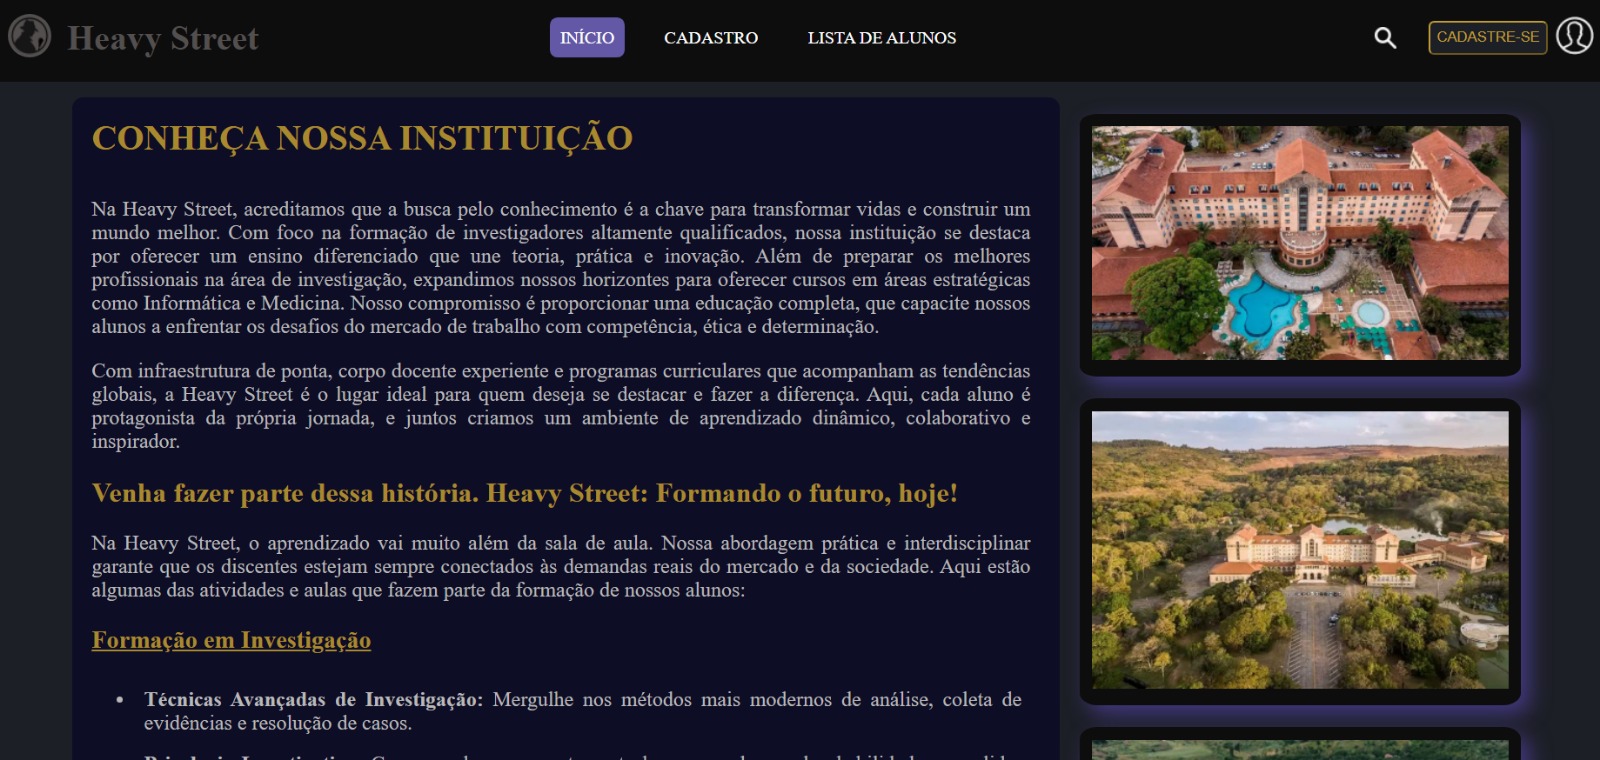 Heavy Street
INÍCIO
CADASTRO
LISTA DE ALUNOS
CADASTRE-SE
CONHEÇA NOSSA INSTITUIÇÃO
Na Heavy Street, acreditamos que a busca pelo conhecimento é a chave para transformar vidas e construir um
mundo melhor. Com foco na formação de investigadores altamente qualificados, nossa instituição se destaca
por oferecer um ensino diferenciado que une teoria, prática e inovação. Além de preparar os melhores
profissionais na área de investigação, expandimos nossos horizontes para oferecer cursos em áreas estratégicas
como Informática e Medicina. Nosso compromisso é proporcionar uma educação completa, que capacite nossos
alunos a enfrentar os desafios do mercado de trabalho com competência, ética e determinação.
Com infraestrutura de ponta, corpo docente experiente e programas curriculares que acompanham as tendências
globais, a Heavy Street é o lugar ideal para quem deseja se destacar e fazer a diferença. Aqui, cada aluno é
protagonista da própria jornada, e juntos criamos um ambiente de aprendizado dinâmico, colaborativo e
inspirador.
Venha fazer parte dessa história. Heavy Street: Formando o futuro, hoje!
Na Heavy Street, o aprendizado vai muito além da sala de aula. Nossa abordagem prática e interdisciplinar
garante que os discentes estejam sempre conectados às demandas reais do mercado e da sociedade. Aqui estão
algumas das atividades e aulas que fazem parte da formação de nossos alunos:
Formação em Investigação
• Técnicas Avançadas de Investigação: Mergulhe nos métodos mais modernos de análise, coleta de
evidências e resolução de casos.